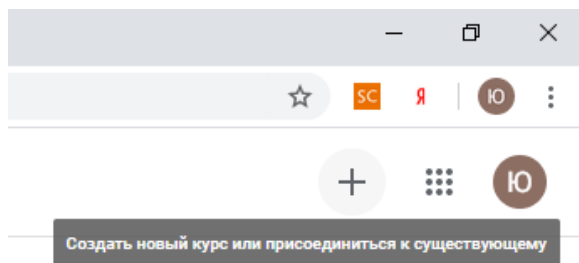 SC Я Ю
Ю
Создать новый курс или присоединиться к существующему